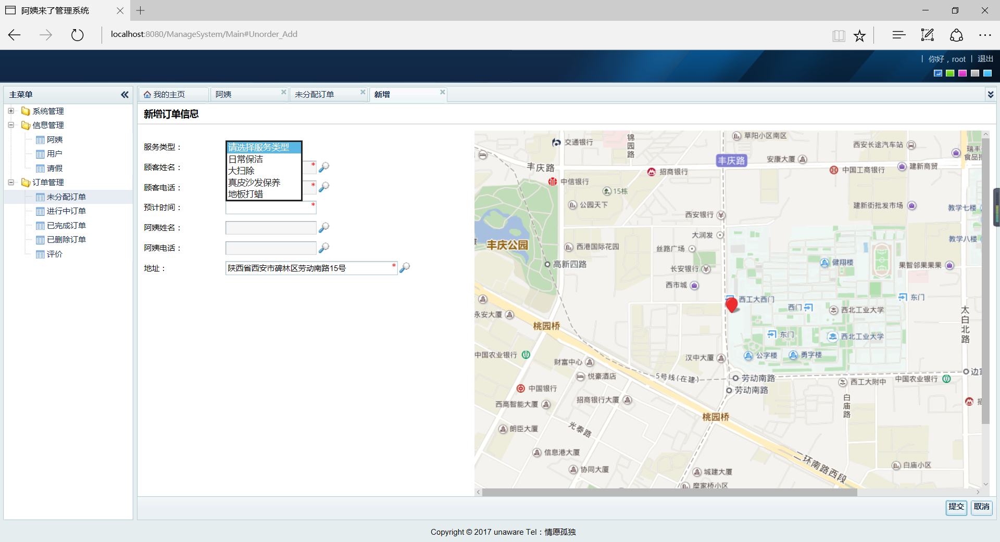 阿姨来了管理系统
localhost:8080/ManageSystem/Main#Unorder_Add
| 你好，root | 退出
主菜单
系统管理
信息管理
阿姨
用户
请假
订单管理
未分配订单
进行中订单
已完成订单
已删除订单
评价
我的主页 阿姨 未分配订单 新增
新增订单信息
服务类型：
请选择服务类型
日常保洁
大扫除
真皮沙发保养
地板打蜡
顾客姓名： *
顾客电话： *
预计时间： *
阿姨姓名：
阿姨电话：
地址： 陕西省西安市碑林区劳动南路15号 *
交通银行
锦园路
草阳小区南区
西安长途汽车站
瑞丰
食品批
丰庆路
丰庆路
安康大厦
招商银行
中国工商银行
建新商贸
中信银行
15栋
公园天下
西安银行
建新街批发市场
教学七楼
大润发
丰庆公园
西港国际花园
丝路广场
教学八楼
高新四路
长安银行
健翔楼
果智邻果果果
西市城
西工大西门
东门
永安大厦
西门
西北工业大学
太白北路
桃园桥
东门
西北工业大学
中国农业银行
财富中心
汉中大厦
公字楼
勇字楼
悦豪酒店
5号线(在建)
劳动南路
劳动南路
西工大附中
中国农业银行
中国银行
西高智能大厦
招商银行大厦
白庙路
桃园桥
朗臣大厦
光泰路
信息港大厦
二环南路西段
白庙小区
协同大厦
城建大厦
糜家桥小区
提交 取消
Copyright © 2017 unaware Tel：情愿孤独